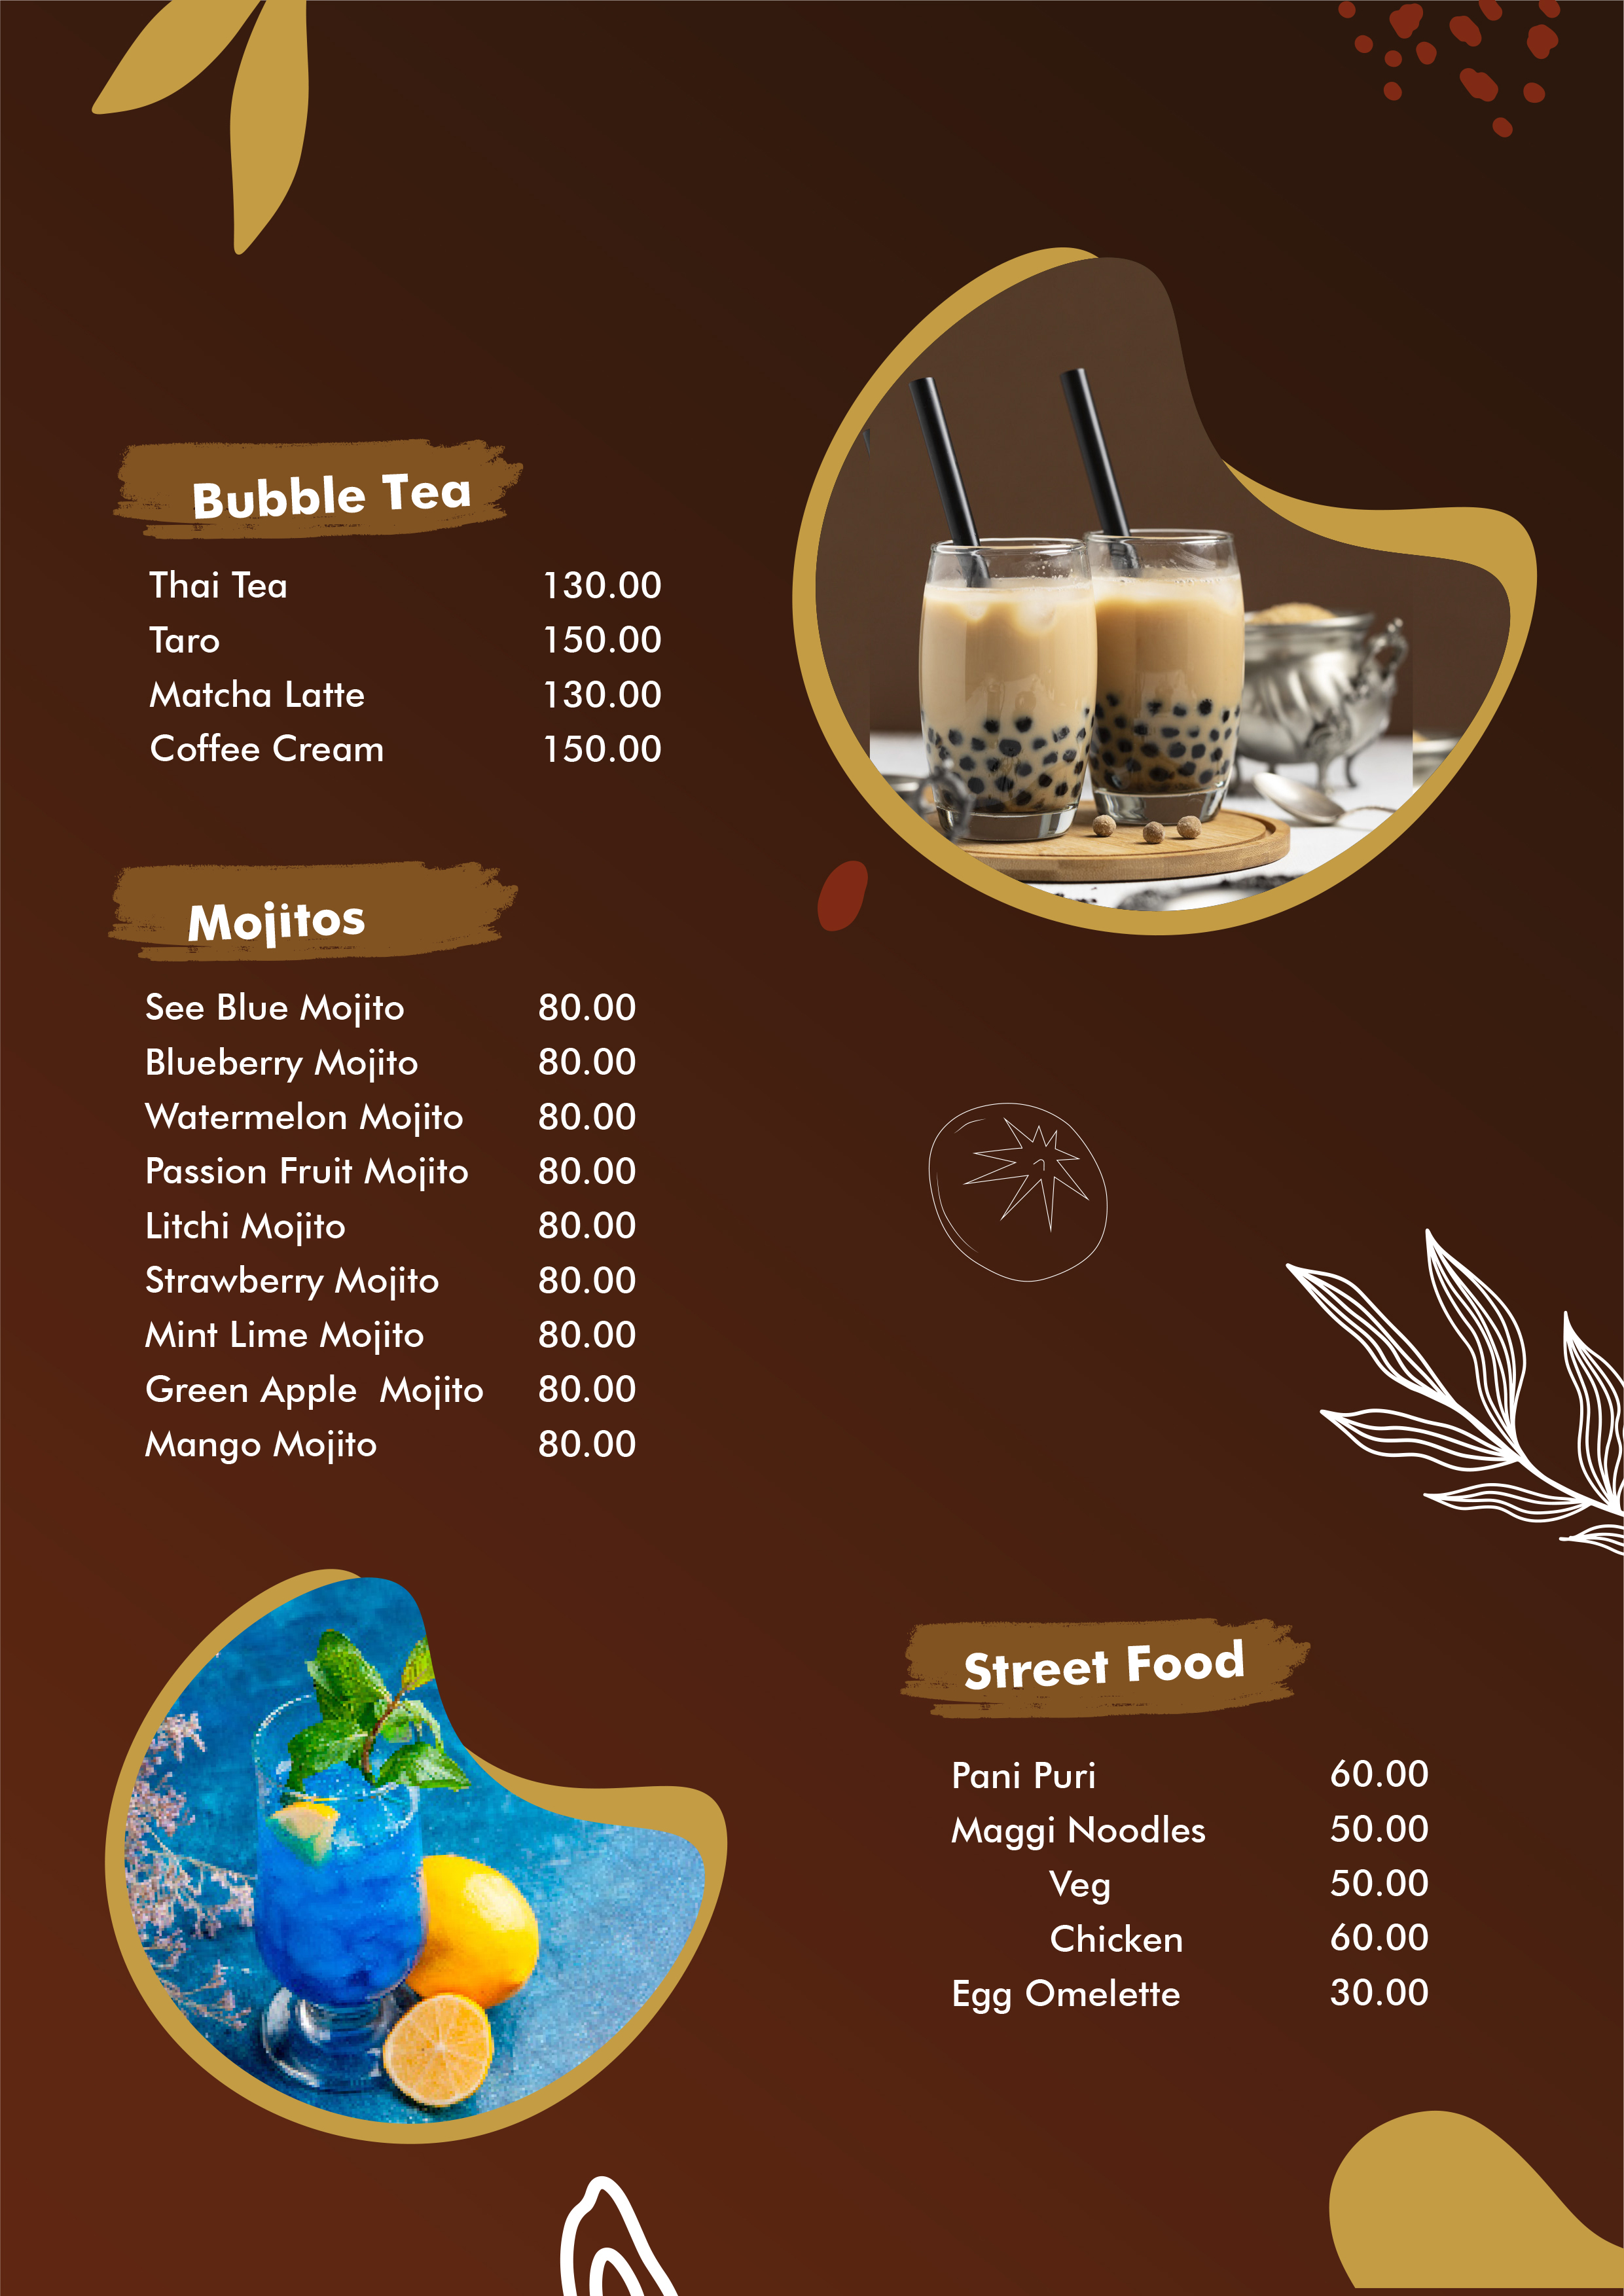 Bubble Tea
Thai Tea 130.00
Taro 150.00
Matcha Latte 130.00
Coffee Cream 150.00
Mojitos
See Blue Mojito 80.00
Blueberry Mojito 80.00
Watermelon Mojito 80.00
Passion Fruit Mojito 80.00
Litchi Mojito 80.00
Strawberry Mojito 80.00
Mint Lime Mojito 80.00
Green Apple  Mojito 80.00
Mango Mojito 80.00
Street Food
Pani Puri 60.00
Maggi Noodles 50.00
Veg 50.00
Chicken 60.00
Egg Omelette 30.00